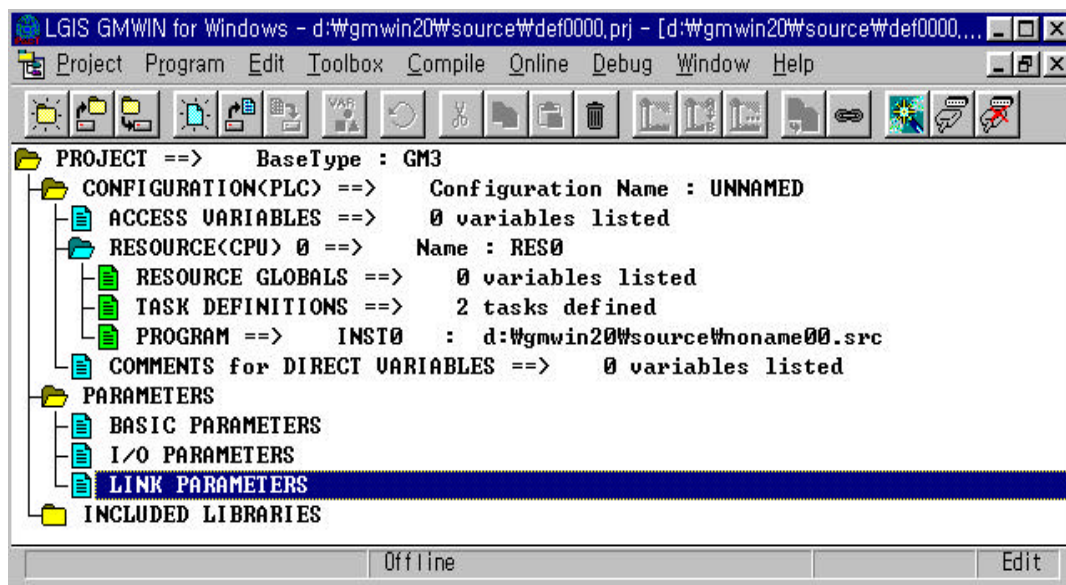 LGIS GMWIN for Windows - d:₩gmwin20₩source₩def0000.prj - [d:₩gmwin20₩source₩def0000....
Project Program Edit Toolbox Compile Online Debug Window Help
VAR
PROJECT ==> BaseType : GM3
CONFIGURATION(PLC) ==> Configuration Name : UNNAMED
ACCESS VARIABLES ==> 0 variables listed
RESOURCE(CPU) 0 ==> Name : RES0
RESOURCE GLOBALS ==> 0 variables listed
TASK DEFINITIONS ==> 2 tasks defined
PROGRAM ==> INST0 : d:₩gmwin20₩source₩noname00.src
COMMENTS for DIRECT VARIABLES ==> 0 variables listed
PARAMETERS
BASIC PARAMETERS
I/O PARAMETERS
LINK PARAMETERS
INCLUDED LIBRARIES
Offline Edit